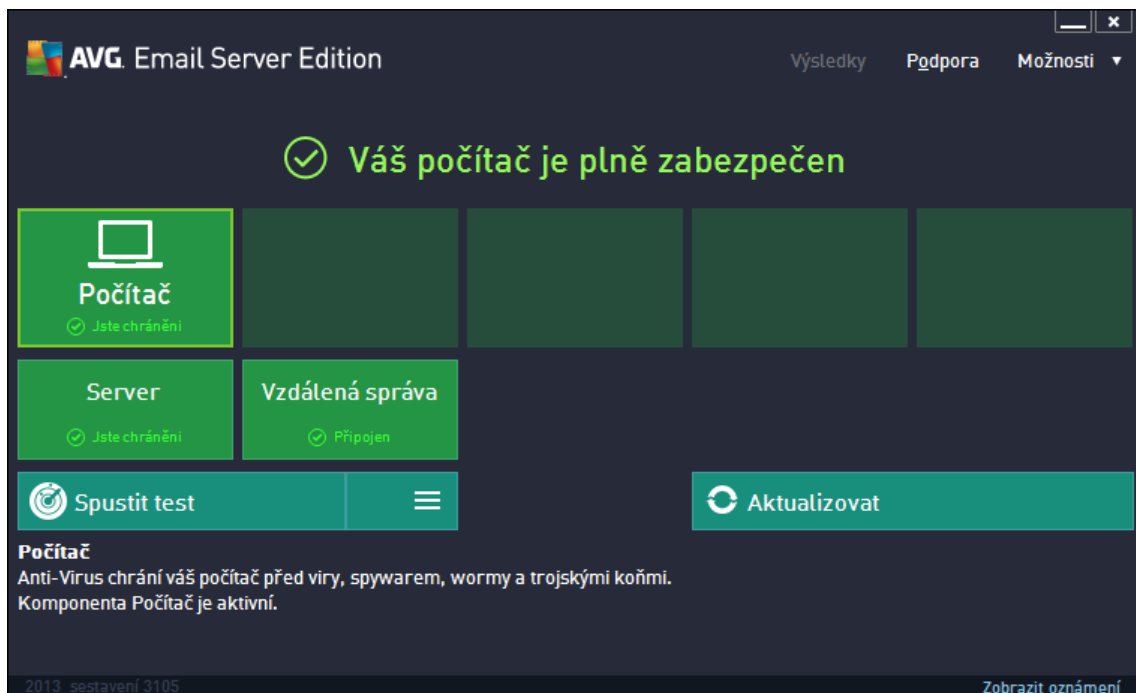 AVG. Email Server Edition
Výsledky Podpora Možnosti
Váš počítač je plně zabezpečen
Počítač
Jste chráněni
Server Vzdálená správa
Jste chráněni Připojen
Spustit test Aktualizovat
Počítač
Anti-Virus chrání váš počítač před viry, spywarem, wormy a trojskými koňmi.
Komponenta Počítač je aktivní.
2013 sestavení 3105 Zobrazit oznámení